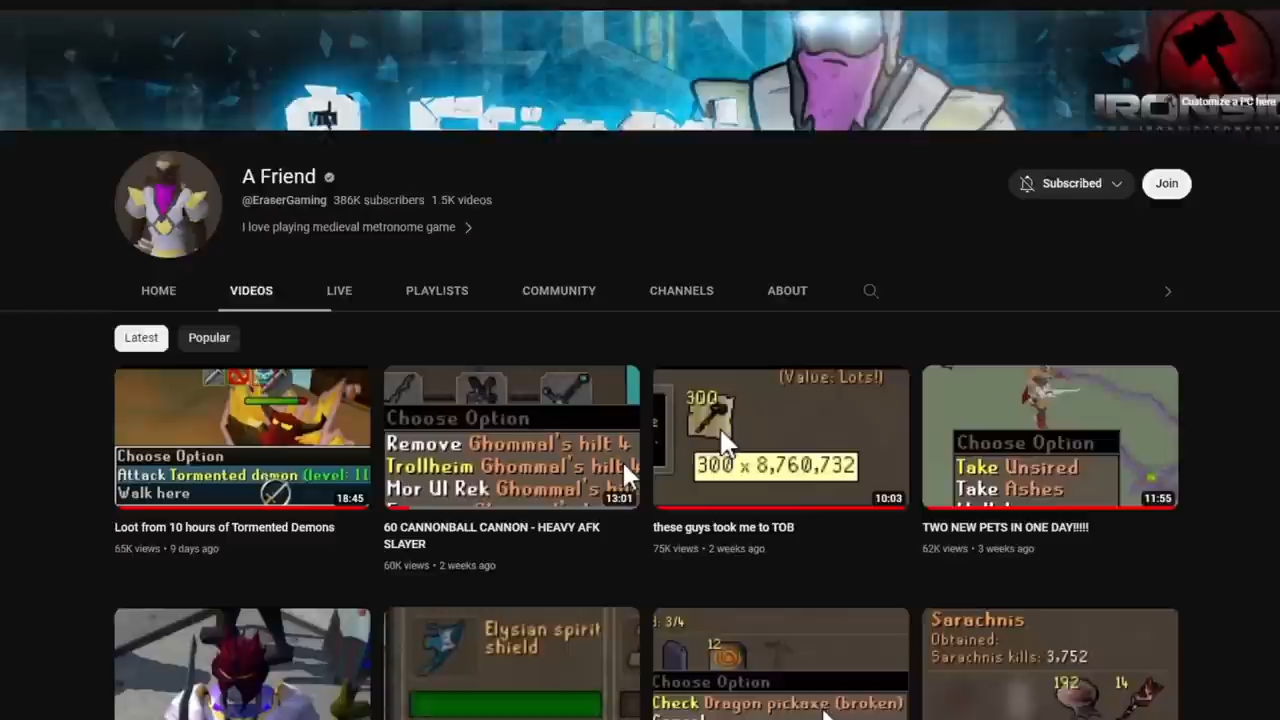 Customize a PC here
A Friend
@EraserGaming 386K subscribers 1.5K videos
Subscribed
Join
I love playing medieval metronome game
HOME
VIDEOS
LIVE
PLAYLISTS
COMMUNITY
CHANNELS
ABOUT
Latest
Popular
Choose Option
Attack Tormented demon (level: 11
Walk here
18:45
Loot from 10 hours of Tormented Demons
65K views • 9 days ago
Choose Option
Remove Ghommal's hilt 4
Trollheim Ghommal's hilt 4
Mor Ul Rek Ghommal's hi
13:01
60 CANNONBALL CANNON - HEAVY AFK
SLAYER
60K views • 2 weeks ago
(Value: Lots!)
300
300 x 8,760,732
10:03
these guys took me to TOB
75K views • 2 weeks ago
Choose Option
Take Unsired
Take Ashes
11:55
TWO NEW PETS IN ONE DAY!!!!!
62K views • 3 weeks ago
Elysian spirit
shield
: 3/4
12
Choose Option
Check Dragon pickaxe (broken)
Sarachnis
Obtained:
Sarachnis kills: 3,752
192
14